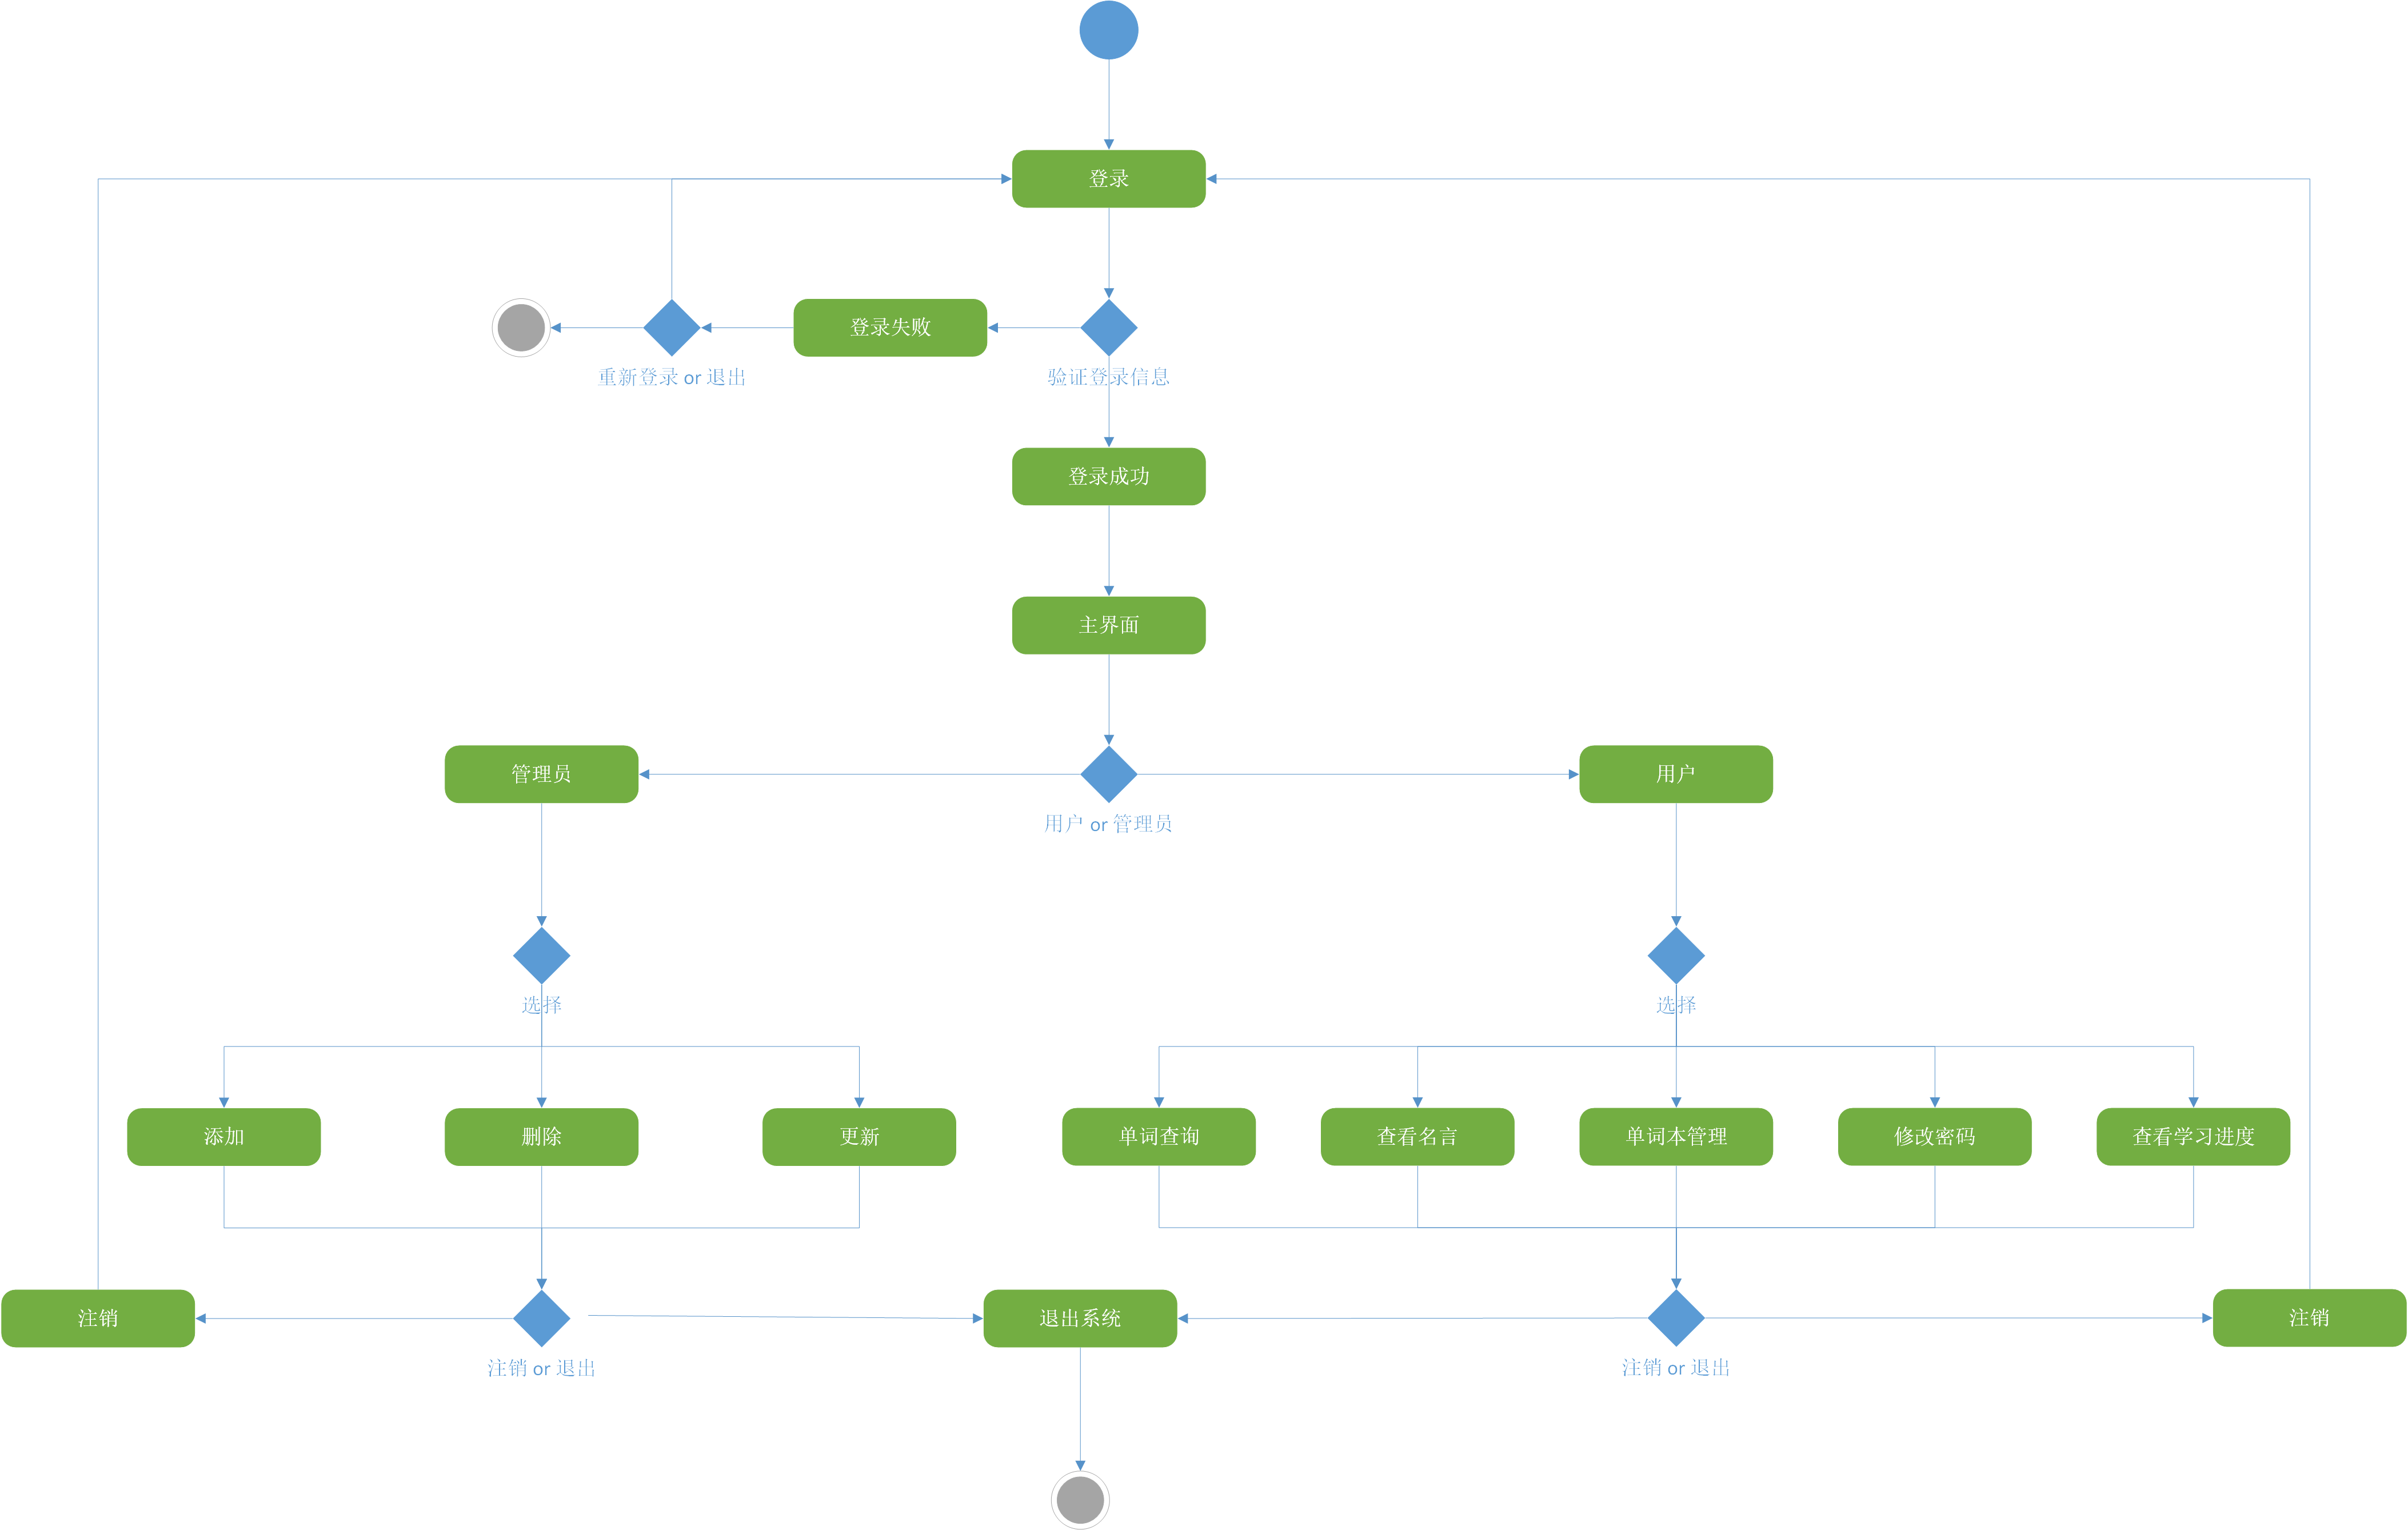 登录
登录失败
重新登录 or 退出
验证登录信息
登录成功
主界面
管理员
用户
用户 or 管理员
选择
选择
添加
删除
更新
单词查询
查看名言
单词本管理
修改密码
查看学习进度
注销
退出系统
注销
注销 or 退出
注销 or 退出